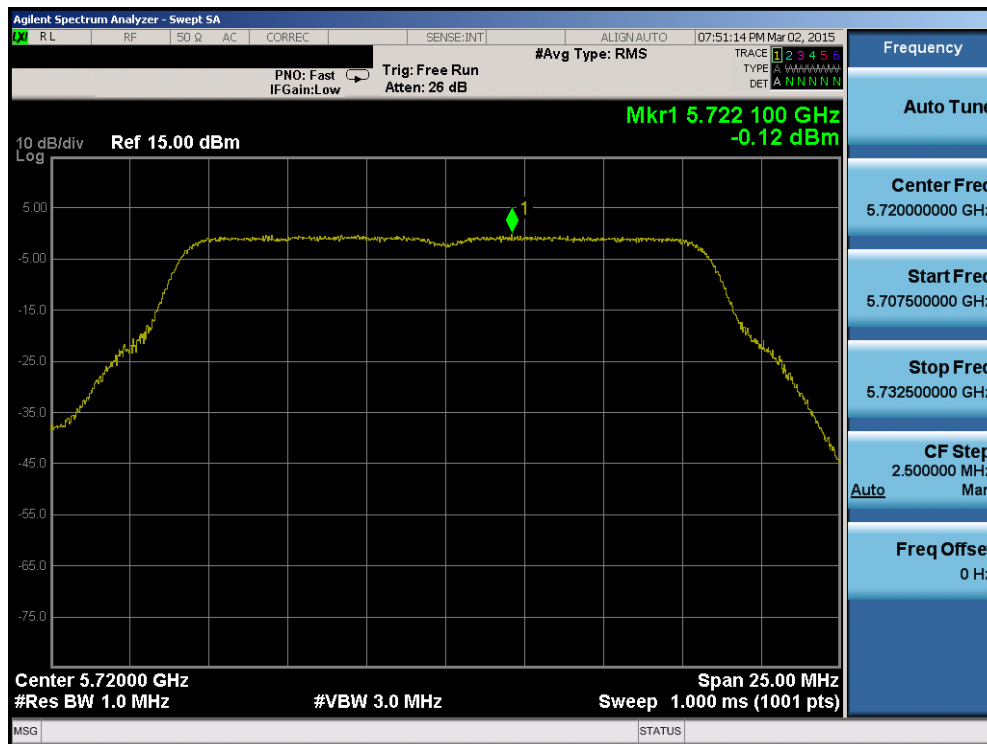 Agilent Spectrum Analyzer - Swept SA
LXI RL RF 50 Ω AC CORREC SENSE:INT ALIGN AUTO 07:51:14 PM Mar 02, 2015
Frequency
#Avg Type: RMS
TRACE 1 2 3 4 5 6
PNO: Fast Trig: Free Run
TYPE A WWWWW
IFGain:Low Atten: 26 dB
DET A N N N N N
Auto Tune
Mkr1 5.722 100 GHz
-0.12 dBm
10 dB/div Ref 15.00 dBm
Log
1
5.00
-5.00
-15.0
-25.0
-35.0
-45.0
-55.0
-65.0
-75.0
Center Freq
5.720000000 GHz
Start Freq
5.707500000 GHz
Stop Freq
5.732500000 GHz
CF Step
2.500000 MHz
Auto Man
Freq Offset
0 Hz
Center 5.72000 GHz Span 25.00 MHz
#Res BW 1.0 MHz #VBW 3.0 MHz Sweep 1.000 ms (1001 pts)
MSG STATUS